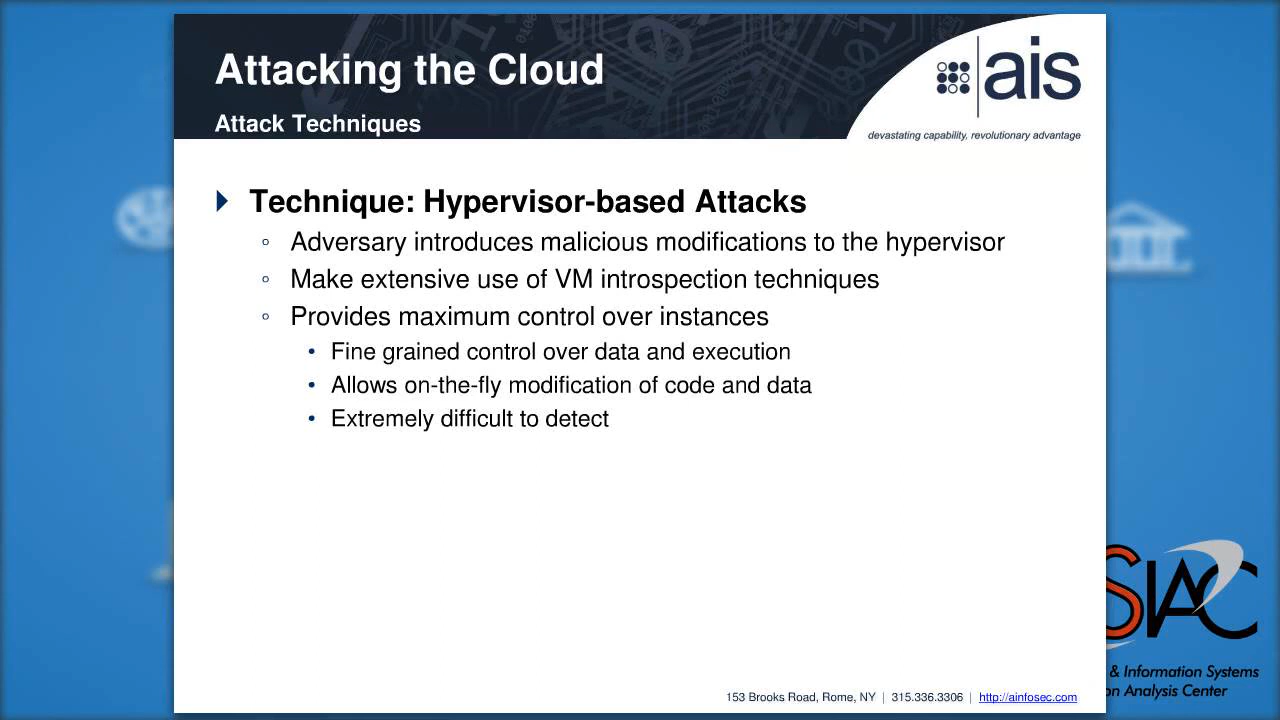 Attacking the Cloud
Attack Techniques
ais
devastating capability, revolutionary advantage
Technique: Hypervisor-based Attacks
Adversary introduces malicious modifications to the hypervisor
Make extensive use of VM introspection techniques
Provides maximum control over instances
Fine grained control over data and execution
Allows on-the-fly modification of code and data
Extremely difficult to detect
SIAC
& Information Systems
on Analysis Center
153 Brooks Road, Rome, NY | 315.336.3306 | http://ainfosec.com